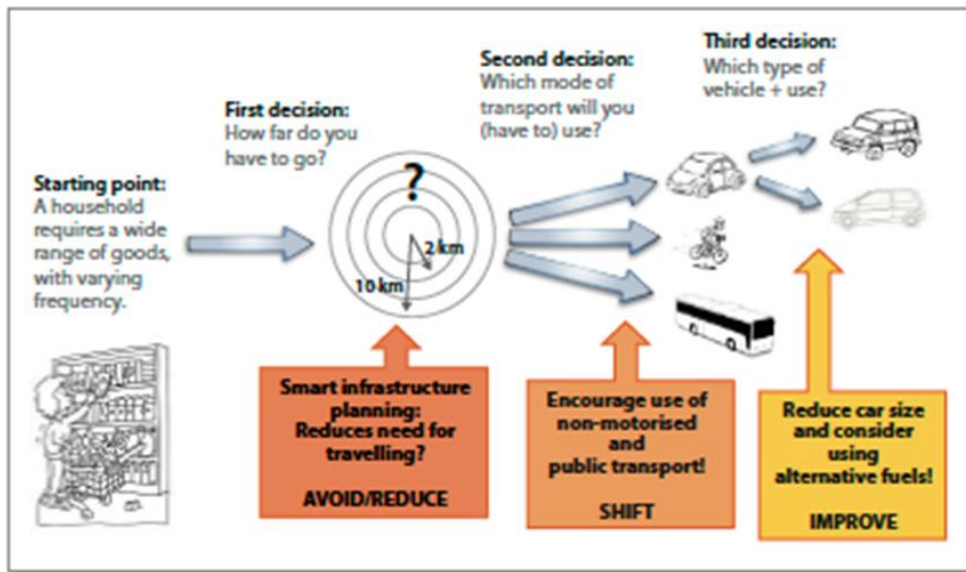 Starting point:
A household
requires a wide
range of goods,
with varying
frequency.
First decision:
How far do you
have to go?
?
2 km
10 km
Second decision:
Which mode of
transport will you
(have to) use?
Third decision:
Which type of
vehicle + use?
Smart infrastructure
planning:
Reduces need for
travelling?
AVOID/REDUCE
Encourage use of
non-motorised
and
public transport!
SHIFT
Reduce car size
and consider
using
alternative fuels!
IMPROVE